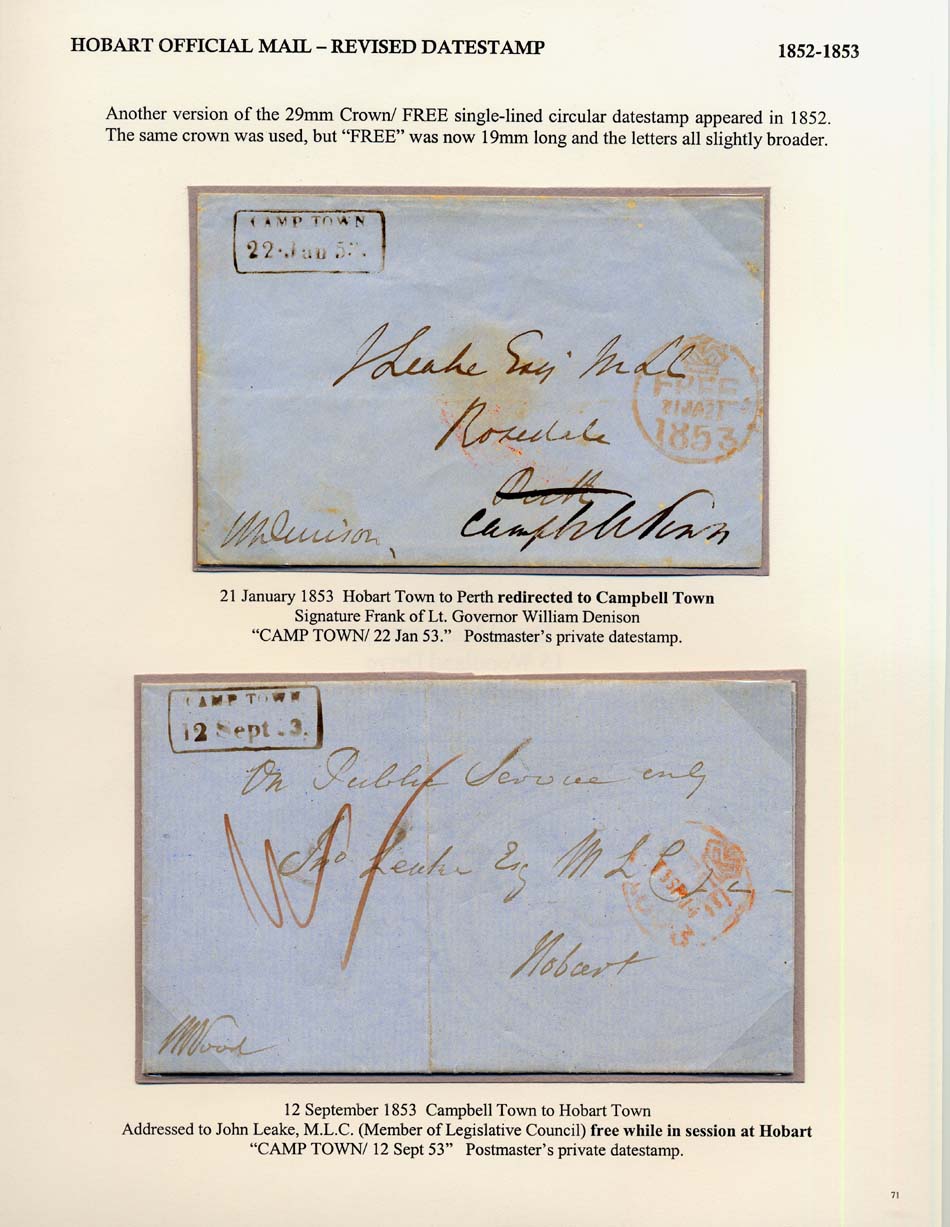 HOBART OFFICIAL MAIL – REVISED DATESTAMP
1852-1853
Another version of the 29mm Crown/ FREE single-lined circular datestamp appeared in 1852.
The same crown was used, but “FREE” was now 19mm long and the letters all slightly broader.
CAMP TOWN
22·Jan 53.
J Leake Esq MLC
FREE
21 JA 21
1853
Rosedale
Perth
Campbell Town
W Denison
21 January 1853 Hobart Town to Perth redirected to Campbell Town
Signature Frank of Lt. Governor William Denison
“CAMP TOWN/ 22 Jan 53.” Postmaster’s private datestamp.
CAMP TOWN
12 Sept 3.
On Public Service only
Jno Leake Esq M L C
Hobart
Wood
12 September 1853 Campbell Town to Hobart Town
Addressed to John Leake, M.L.C. (Member of Legislative Council) free while in session at Hobart
“CAMP TOWN/ 12 Sept 53” Postmaster’s private datestamp.
71